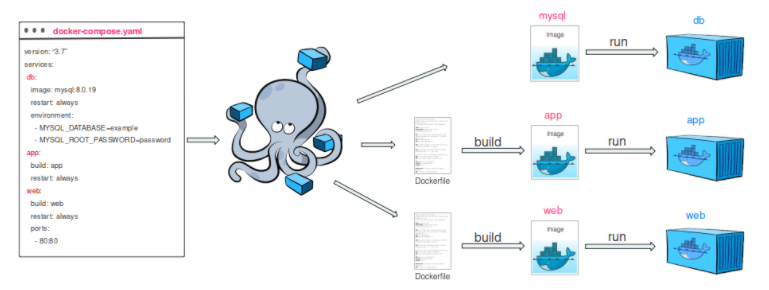 docker-compose.yaml
version: "3.7"
services:
db:
image: mysql:8.0.19
restart: always
environment:
- MYSQL_DATABASE=example
- MYSQL_ROOT_PASSWORD=password
app:
build: app
restart: always
web:
build: web
restart: always
ports:
- 80:80
mysql
Image
run
db
Dockerfile
build
app
Image
run
app
Dockerfile
build
web
Image
run
web